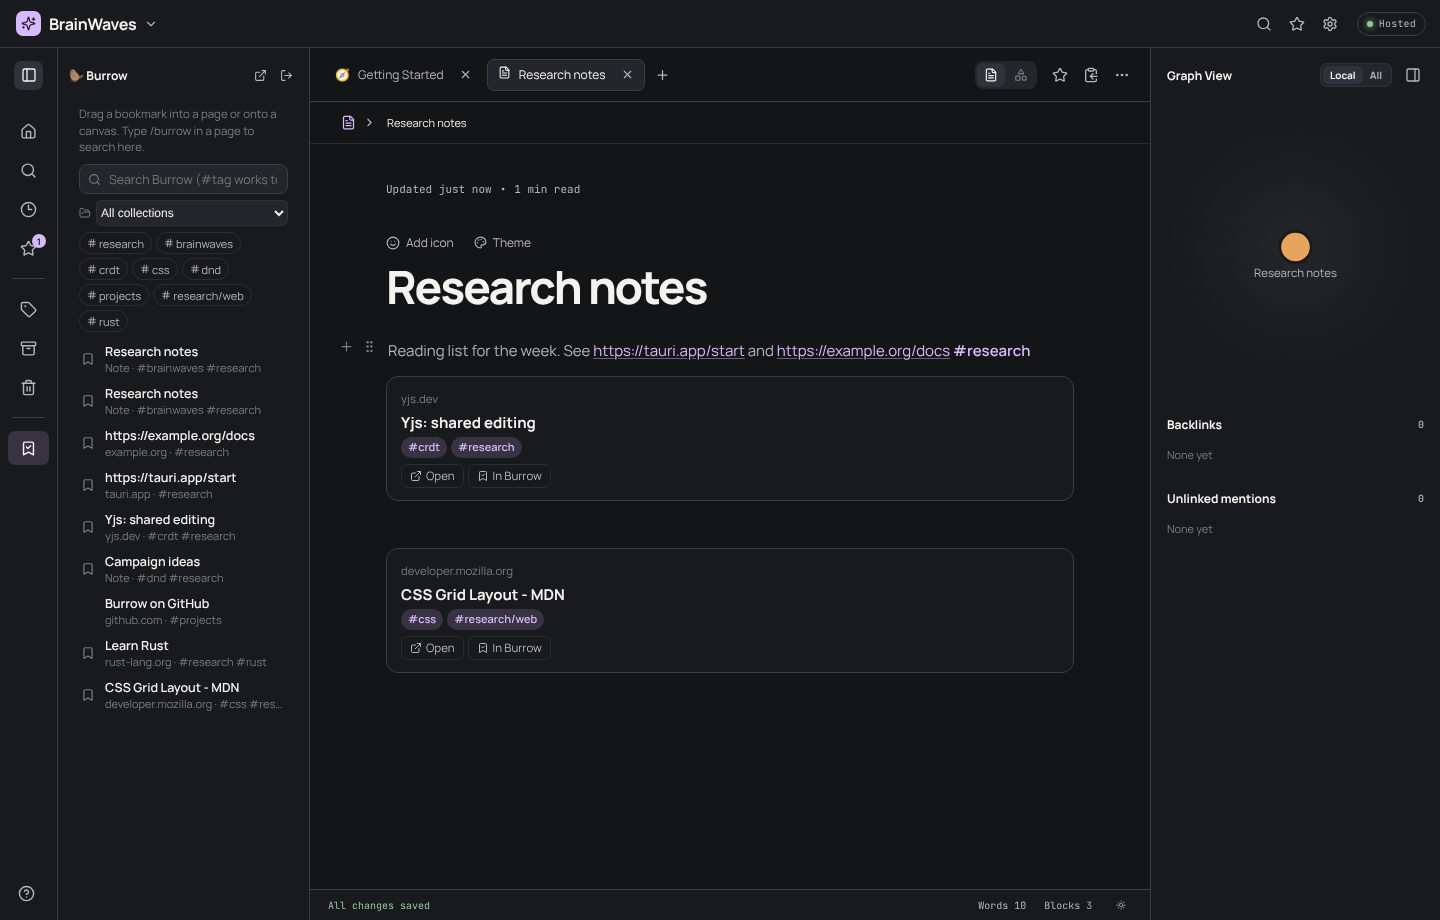 BrainWaves
Hosted
Burrow
Drag a bookmark into a page or onto a
canvas. Type /burrow in a page to
search here.
Search Burrow (#tag works to
All collections
# research
# brainwaves
# crdt
# css
# dnd
# projects
# research/web
# rust
Research notes
Note · #brainwaves #research
Research notes
Note · #brainwaves #research
https://example.org/docs
example.org · #research
https://tauri.app/start
tauri.app · #research
Yjs: shared editing
yjs.dev · #crdt #research
Campaign ideas
Note · #dnd #research
Burrow on GitHub
github.com · #projects
Learn Rust
rust-lang.org · #research #rust
CSS Grid Layout - MDN
developer.mozilla.org · #css #res...
1
Getting Started
Research notes
Research notes
Updated just now • 1 min read
Add icon
Theme
Research notes
Reading list for the week. See https://tauri.app/start and https://example.org/docs #research
yjs.dev
Yjs: shared editing
#crdt #research
Open
In Burrow
developer.mozilla.org
CSS Grid Layout - MDN
#css #research/web
Open
In Burrow
All changes saved
Words 10
Blocks 3
Graph View
Local
All
Research notes
Backlinks
0
None yet
Unlinked mentions
0
None yet